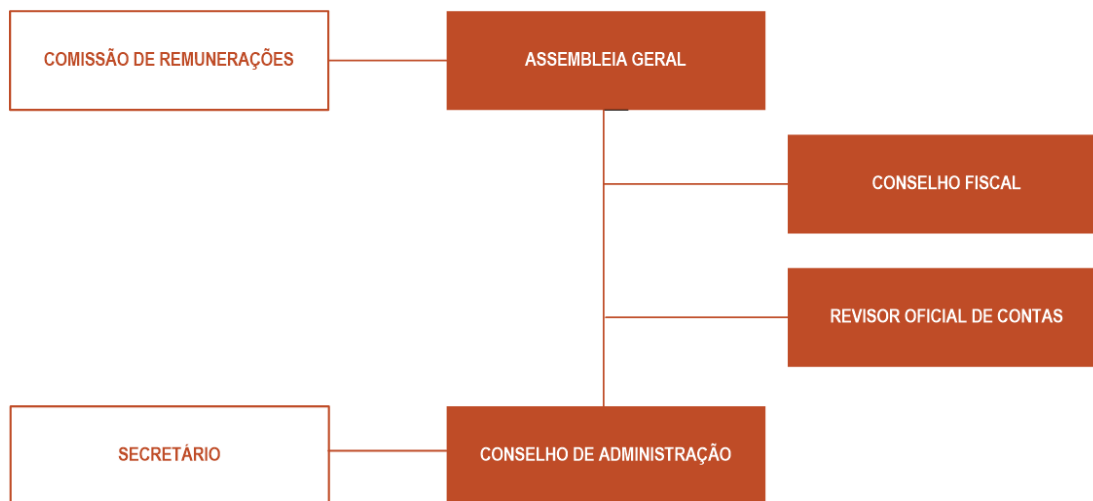 COMISSÃO DE REMUNERAÇÕES
ASSEMBLEIA GERAL
CONSELHO FISCAL
REVISOR OFICIAL DE CONTAS
SECRETÁRIO
CONSELHO DE ADMINISTRAÇÃO